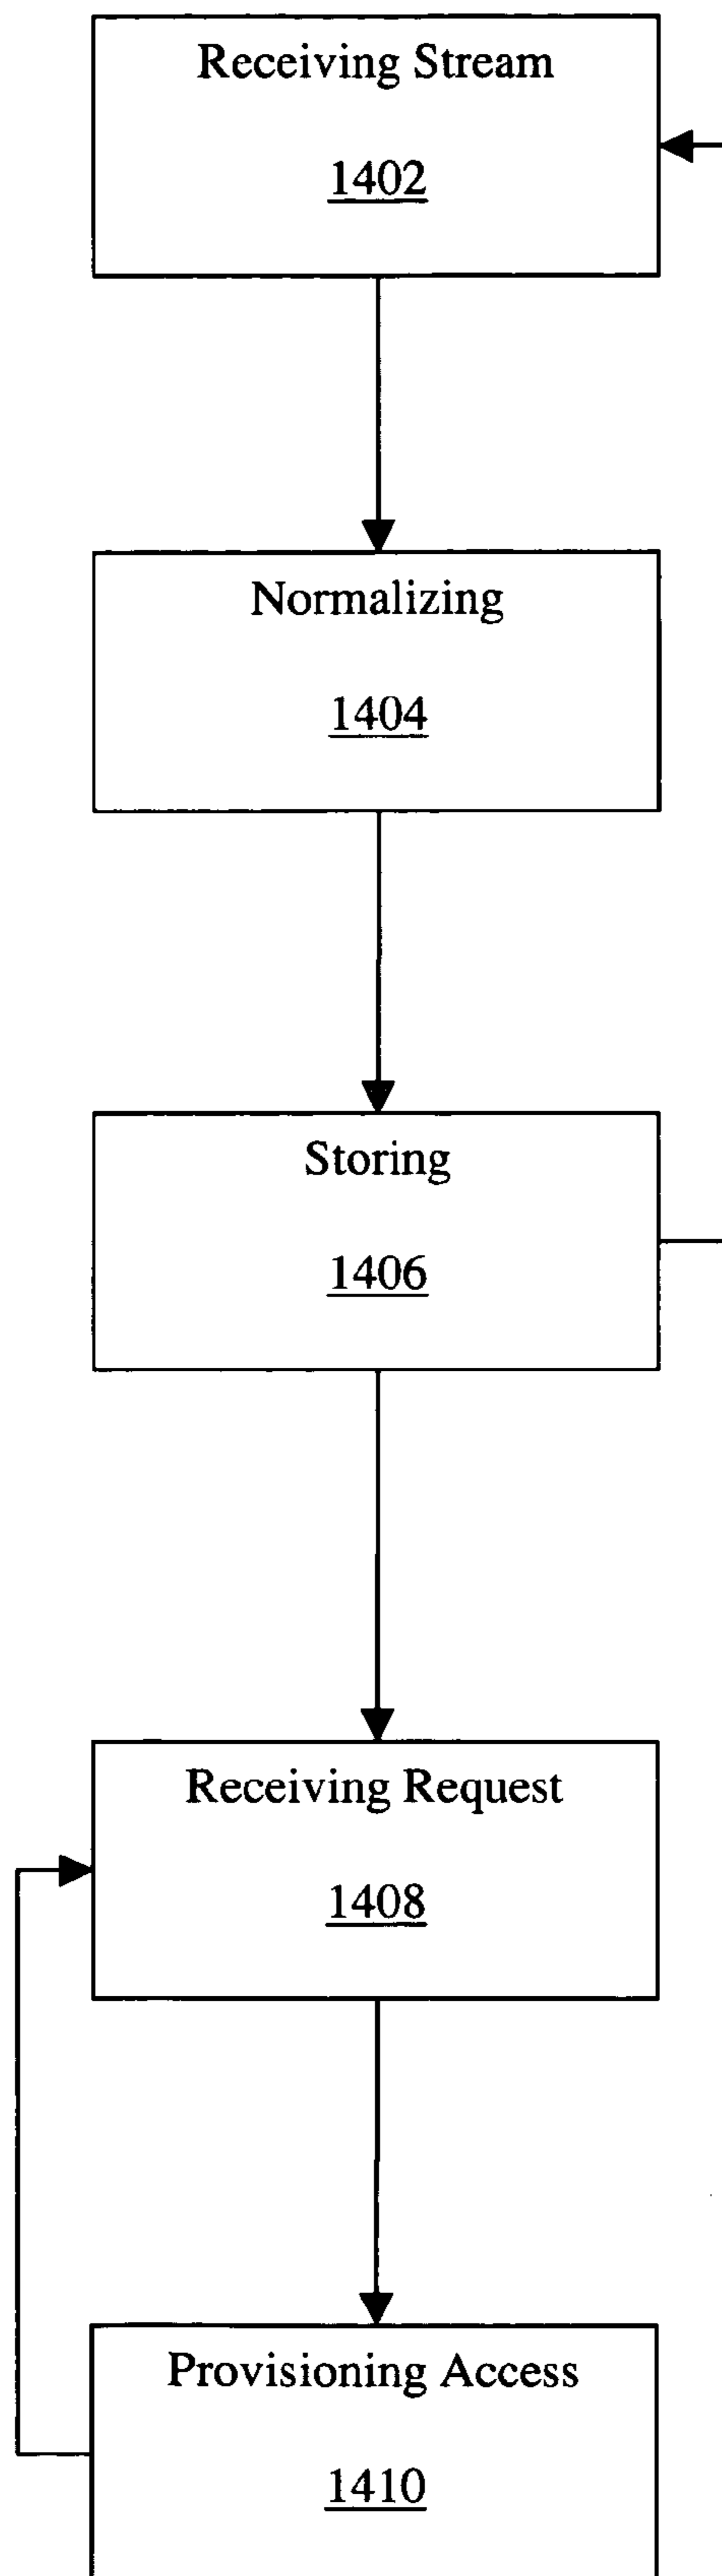 Receiving Stream
1402
Normalizing
1404
Storing
1406
Receiving Request
1408
Provisioning Access
1410